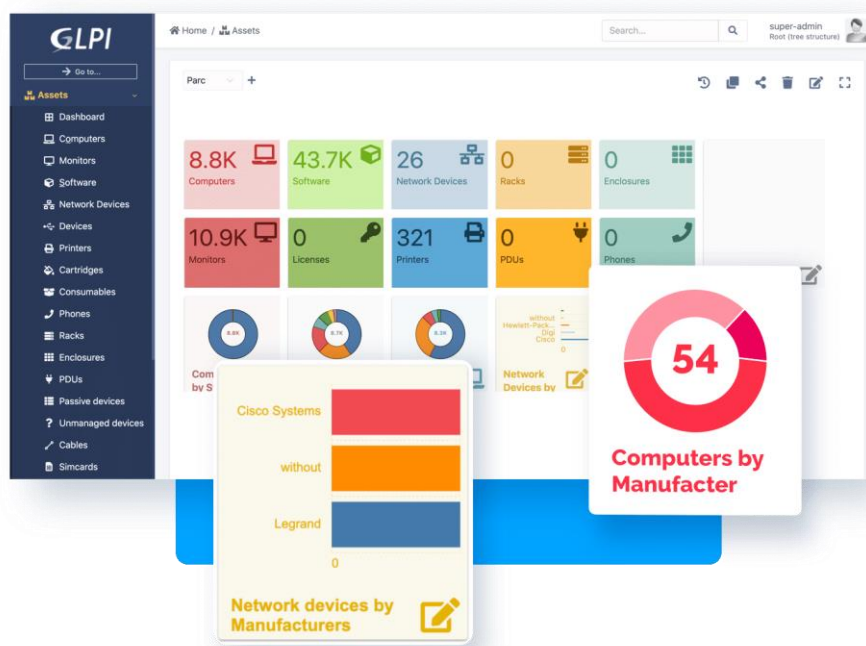 GLPI
Home / Assets
Search...
super-admin
Root (tree structure)
Go to...
Assets
Dashboard
Computers
Monitors
Software
Network Devices
Devices
Printers
Cartridges
Consumables
Phones
Racks
Enclosures
PDUs
Passive devices
Unmanaged devices
Cables
Simcards
Parc
8.8K
Computers
43.7K
Software
26
Network Devices
0
Racks
0
Enclosures
10.9K
Monitors
0
Licenses
321
Printers
0
PDUs
0
Phones
8.8K
8.7K
8.3K
Com
by S
without
Hewlett-Pack...
Digi
Cisco
0
Network
Devices by
Cisco Systems
without
Legrand
0
Network devices by
Manufacturers
54
Computers by
Manufacter